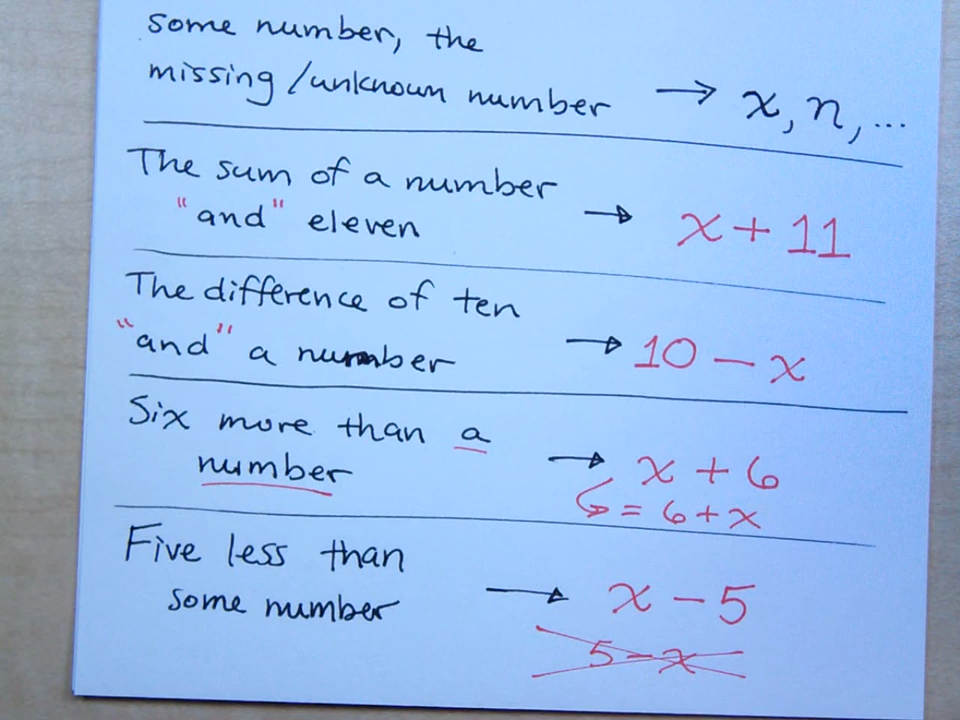 some number, the
missing/unknown number → x, n, ...
The sum of a number
"and" eleven → x + 11
The difference of ten
"and" a number → 10 - x
Six more than a
number → x + 6
= 6 + x
Five less than
some number → x - 5
5 - x